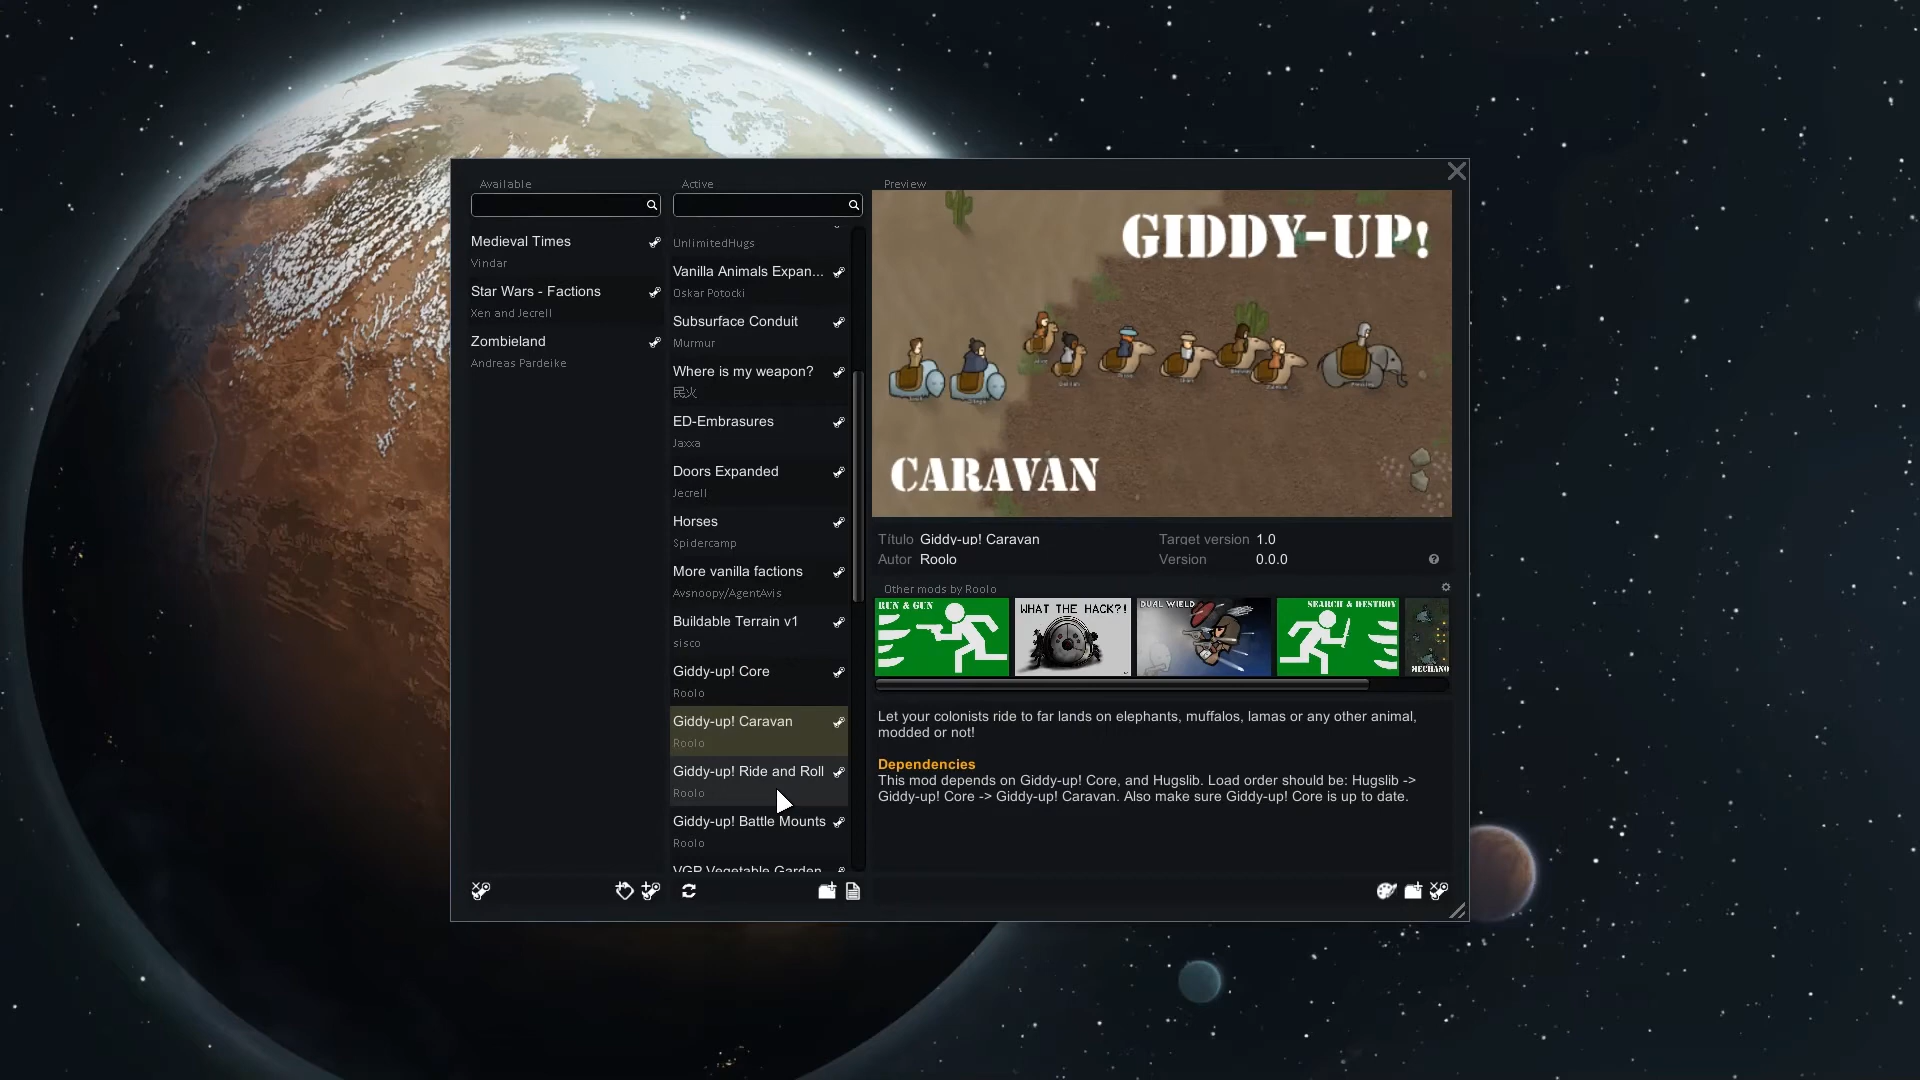 Available
Medieval Times
Vindar
Star Wars - Factions
Xen and Jecrell
Zombieland
Andreas Pardeike
Active
UnlimitedHugs
Vanilla Animals Expan...
Oskar Potocki
Subsurface Conduit
Murmur
Where is my weapon?
民火
ED-Embrasures
Jaxxa
Doors Expanded
Jecrell
Horses
Spidercamp
More vanilla factions
Avsnoopy/AgentAvis
Buildable Terrain v1
sisco
Giddy-up! Core
Roolo
Giddy-up! Caravan
Roolo
Giddy-up! Ride and Roll
Roolo
Giddy-up! Battle Mounts
Roolo
VGP Vegetable Garden
Preview
GIDDY-UP!
CARAVAN
Título Giddy-up! Caravan
Target version 1.0
Autor Roolo
Version 0.0.0
Other mods by Roolo
RUN & GUN
WHAT THE HACK?!
DUAL WIELD
SEARCH & DESTROY
MECHANO
Let your colonists ride to far lands on elephants, muffalos, lamas or any other animal,
modded or not!
Dependencies
This mod depends on Giddy-up! Core, and Hugslib. Load order should be: Hugslib ->
Giddy-up! Core -> Giddy-up! Caravan. Also make sure Giddy-up! Core is up to date.